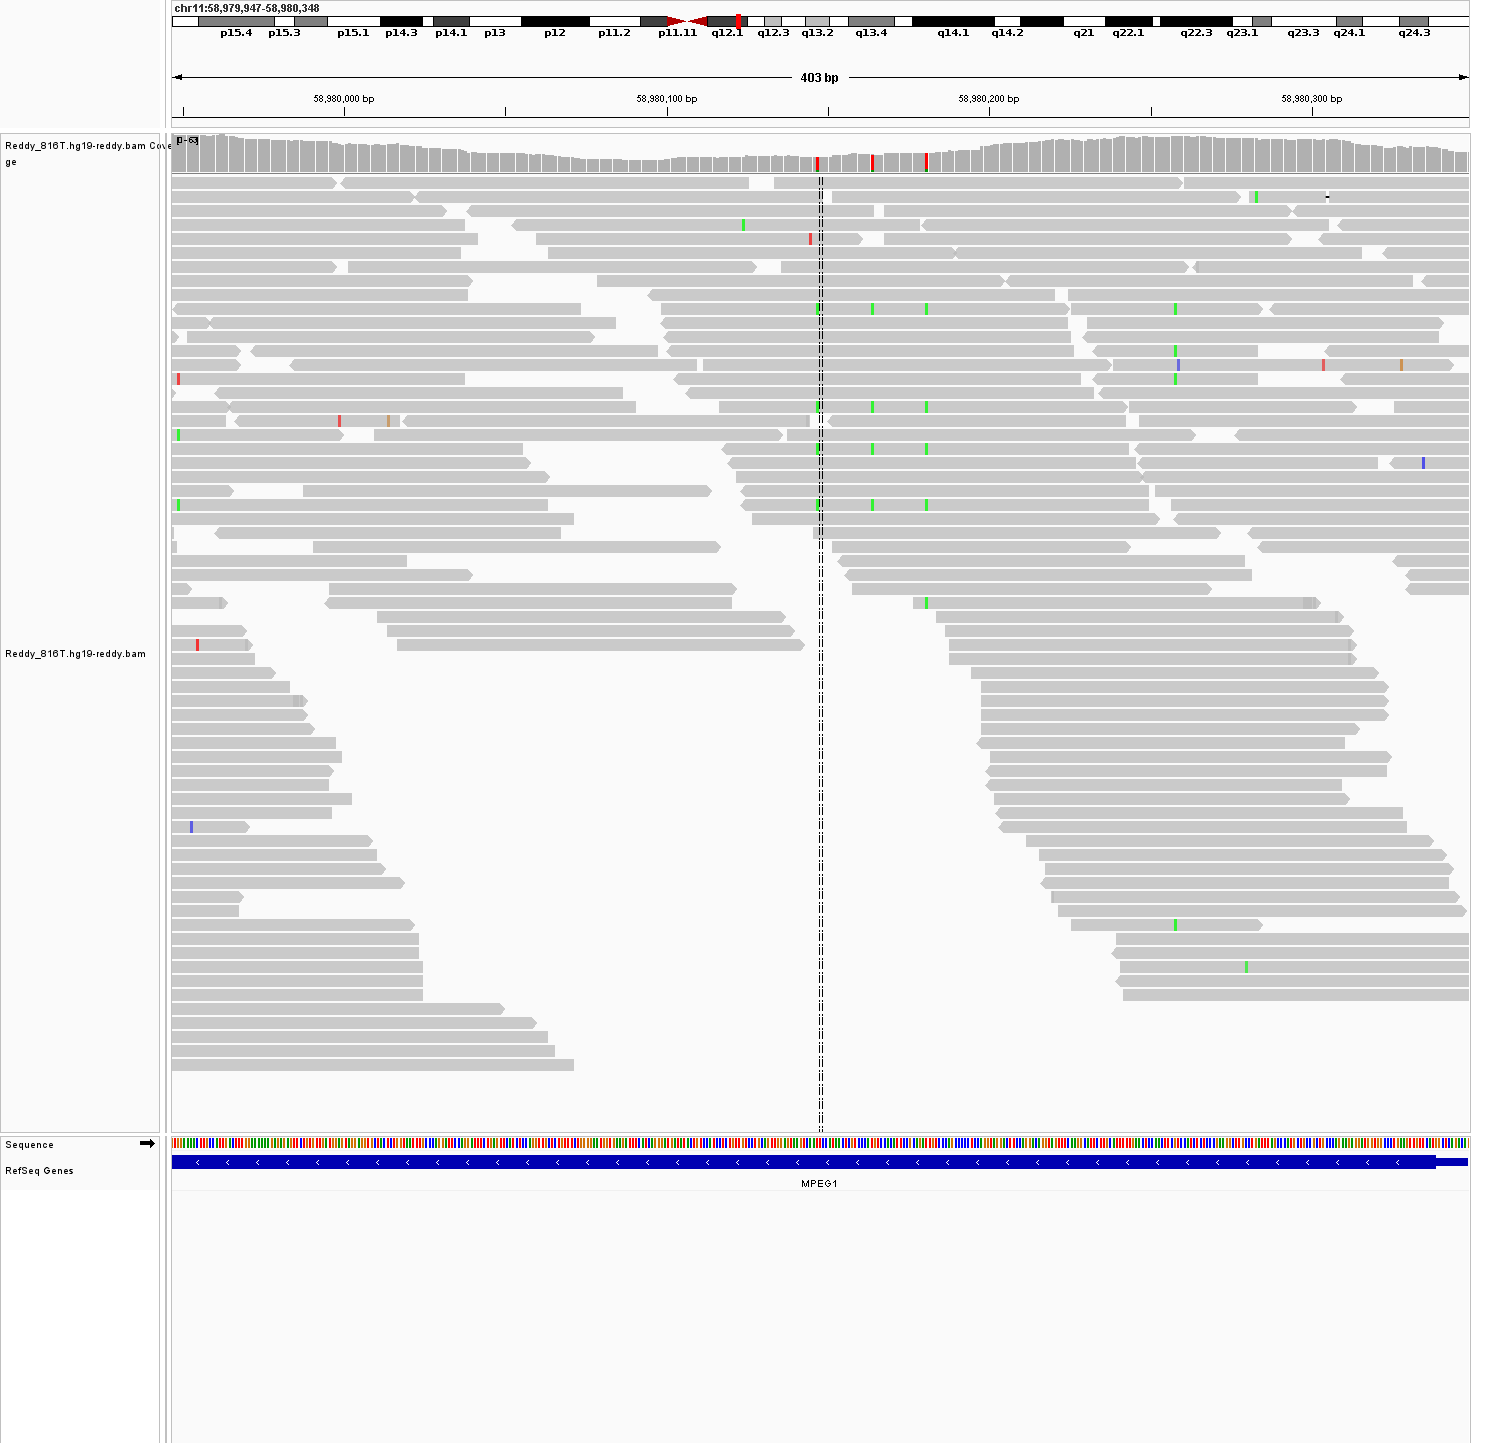 chr11:58,979,947-58,980,348
p15.4 p15.3 p15.1 p14.3 p14.1 p13 p12 p11.2 p11.11 q12.1 q12.3 q13.2 q13.4 q14.1 q14.2 q21 q22.1 q22.3 q23.1 q23.3 q24.1 q24.3
403 bp
58,980,000 bp 58,980,100 bp 58,980,200 bp 58,980,300 bp
Reddy_816T.hg19-reddy.bam Cove
ge
[0-63]
Reddy_816T.hg19-reddy.bam
Sequence
RefSeq Genes
MPEG1